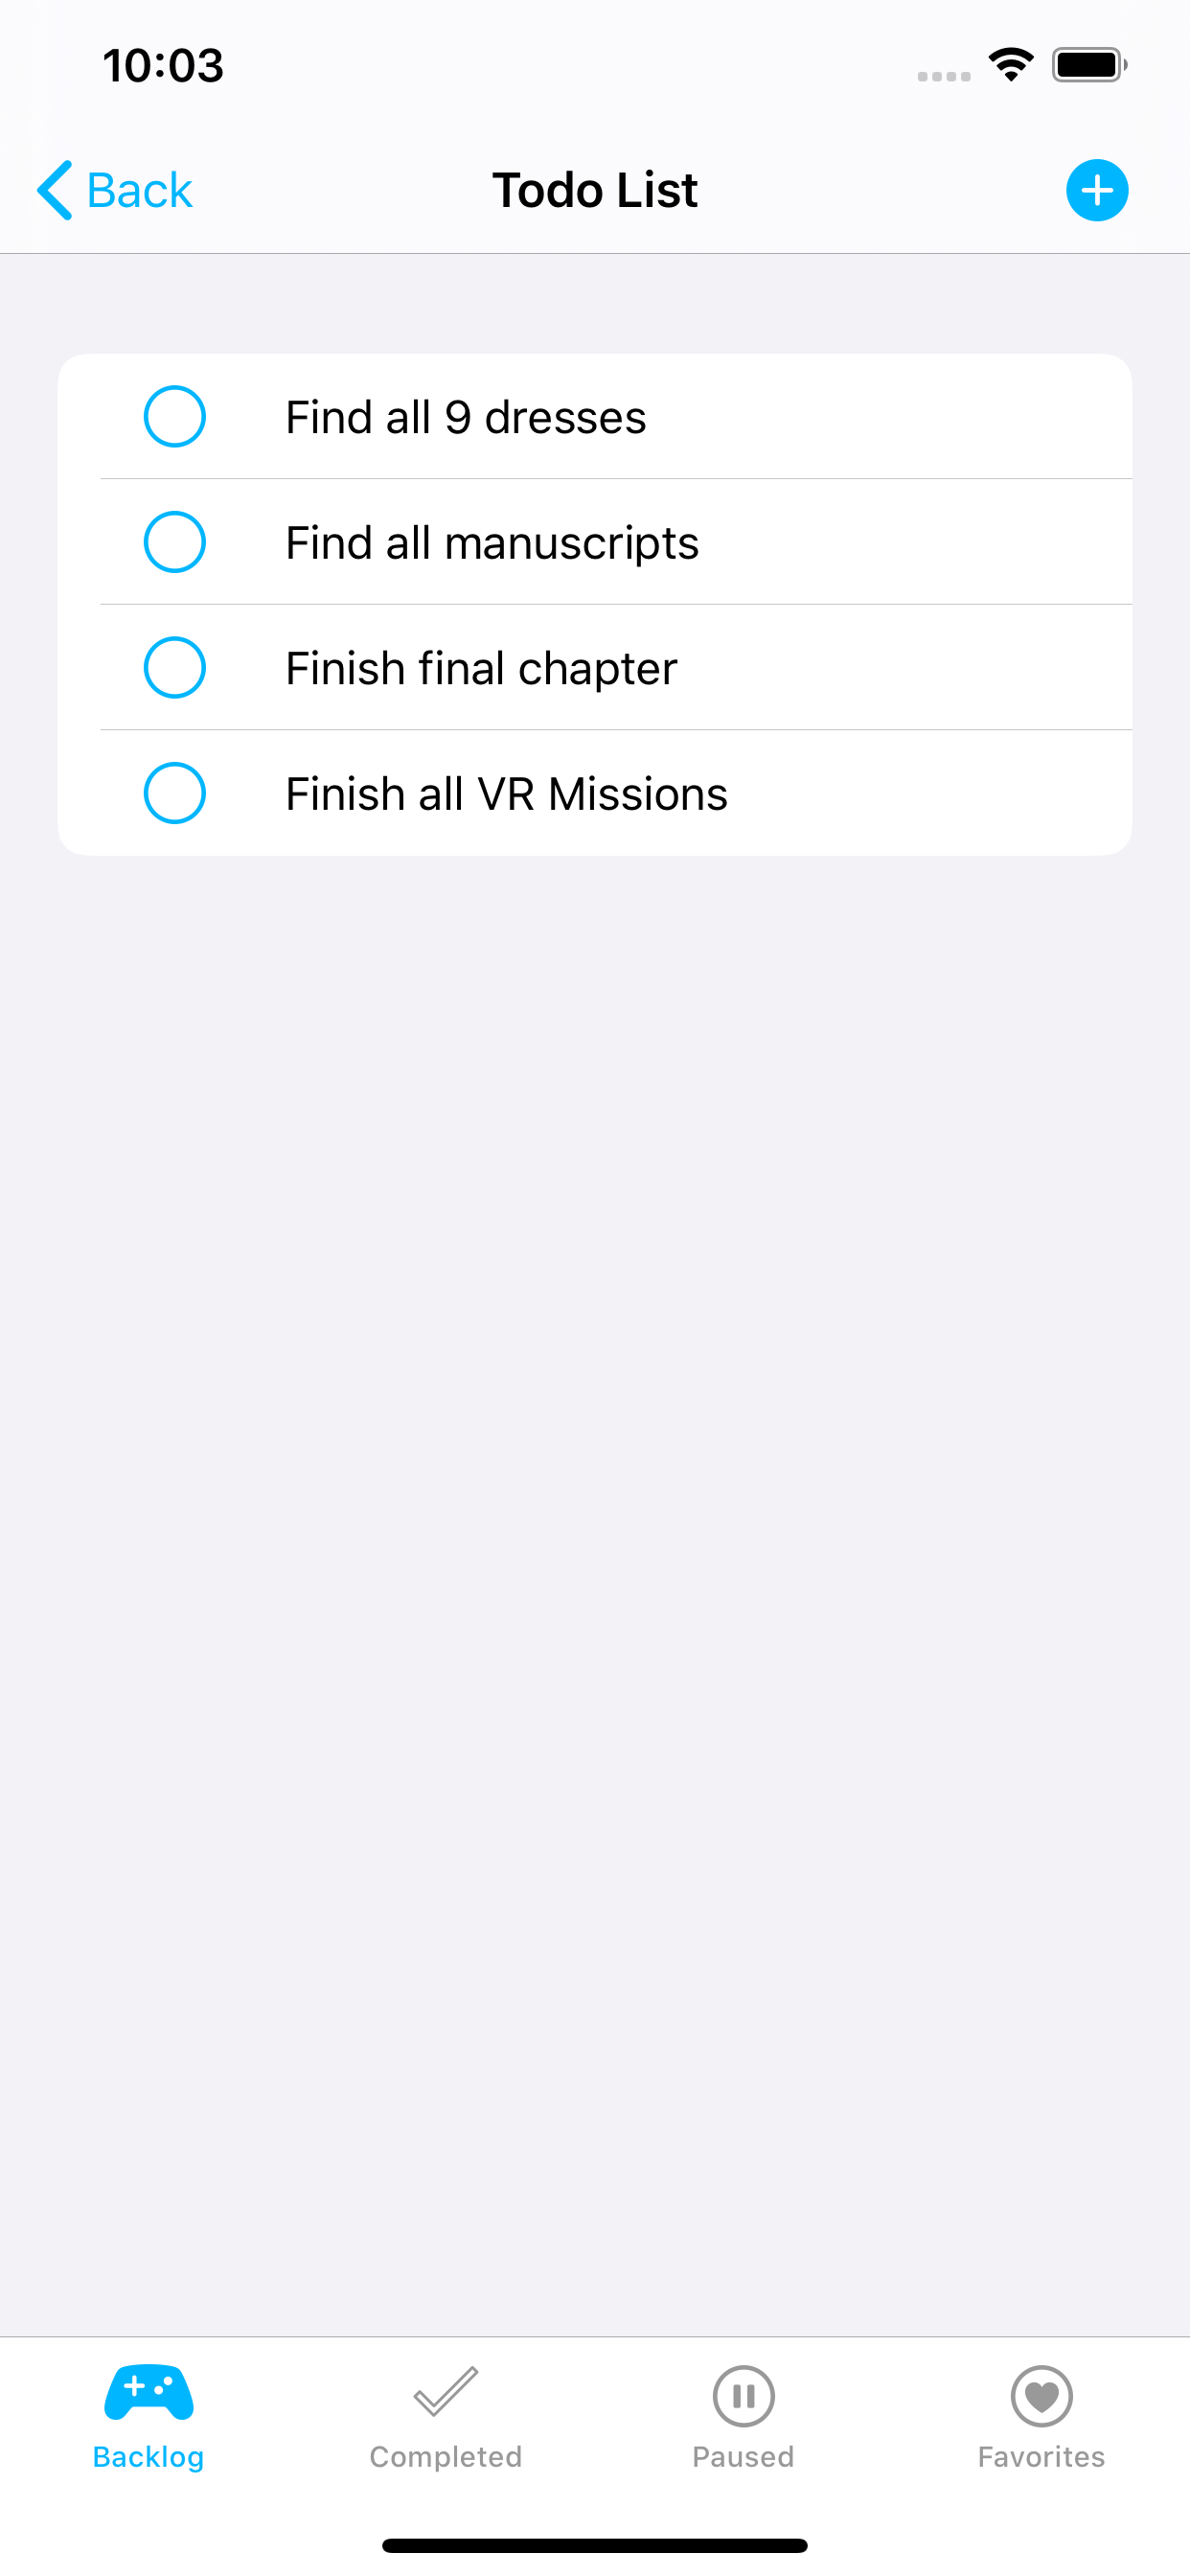 10:03
Back
Todo List
Find all 9 dresses
Find all manuscripts
Finish final chapter
Finish all VR Missions
Backlog
Completed
Paused
Favorites